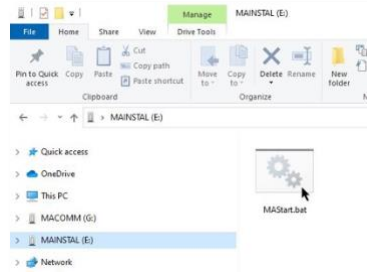 Manage
MAINSTAL (E:)
File
Home
Share
View
Drive Tools
Pin to Quick access
Copy
Paste
Cut
Copy path
Paste shortcut
Move to
Copy to
Delete
Rename
New folder
Clipboard
Organize
MAINSTAL (E:)
Quick access
OneDrive
This PC
MACOMM (G:)
MAINSTAL (E:)
Network
MAStart.bat